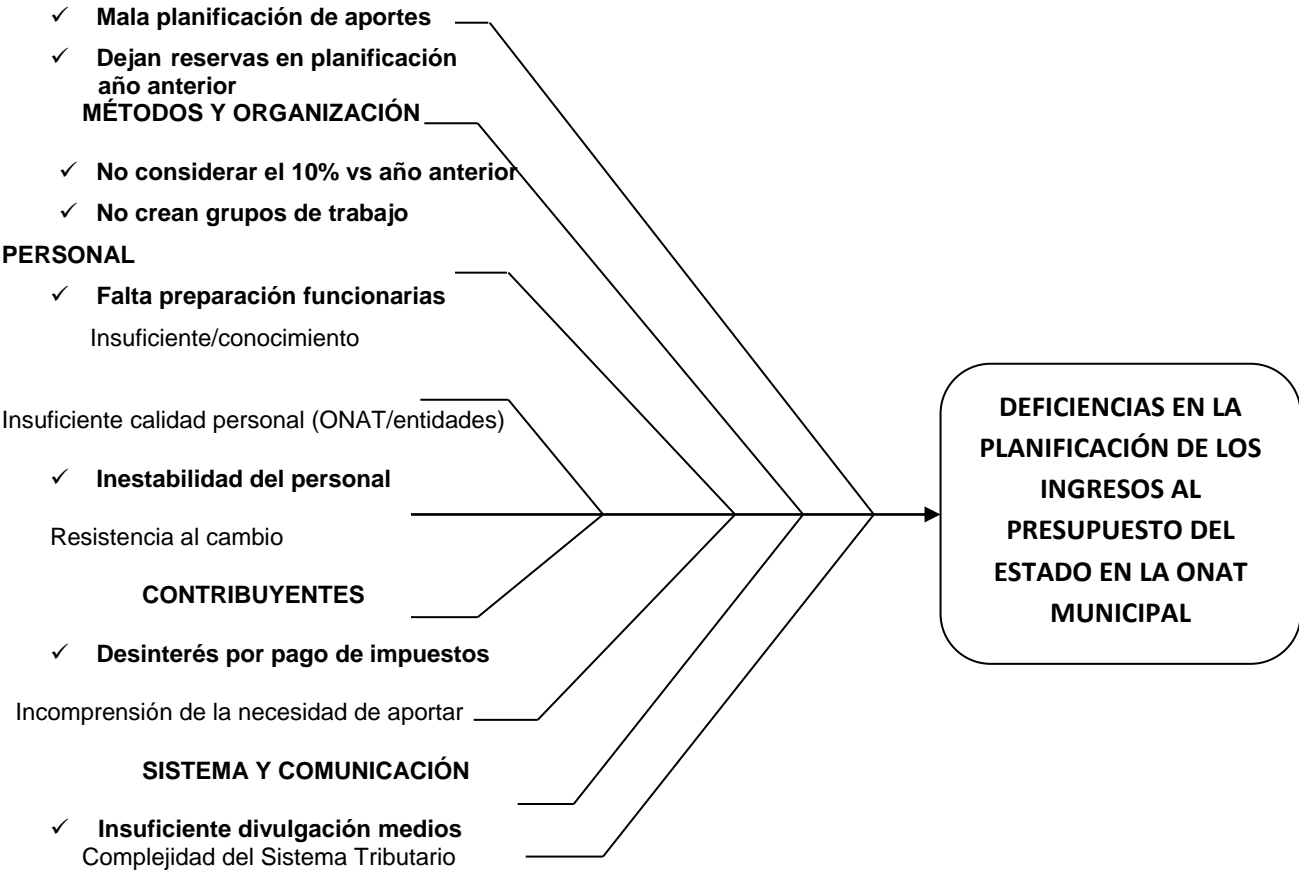 ✓ Mala planificación de aportes
✓ Dejan reservas en planificación
año anterior
MÉTODOS Y ORGANIZACIÓN
✓ No considerar el 10% vs año anterior
✓ No crean grupos de trabajo
PERSONAL
✓ Falta preparación funcionarias
Insuficiente/conocimiento
Insuficiente calidad personal (ONAT/entidades)
✓ Inestabilidad del personal
Resistencia al cambio
CONTRIBUYENTES
✓ Desinterés por pago de impuestos
Incomprensión de la necesidad de aportar
SISTEMA Y COMUNICACIÓN
✓ Insuficiente divulgación medios
Complejidad del Sistema Tributario
DEFICIENCIAS EN LA
PLANIFICACIÓN DE LOS
INGRESOS AL
PRESUPUESTO DEL
ESTADO EN LA ONAT
MUNICIPAL